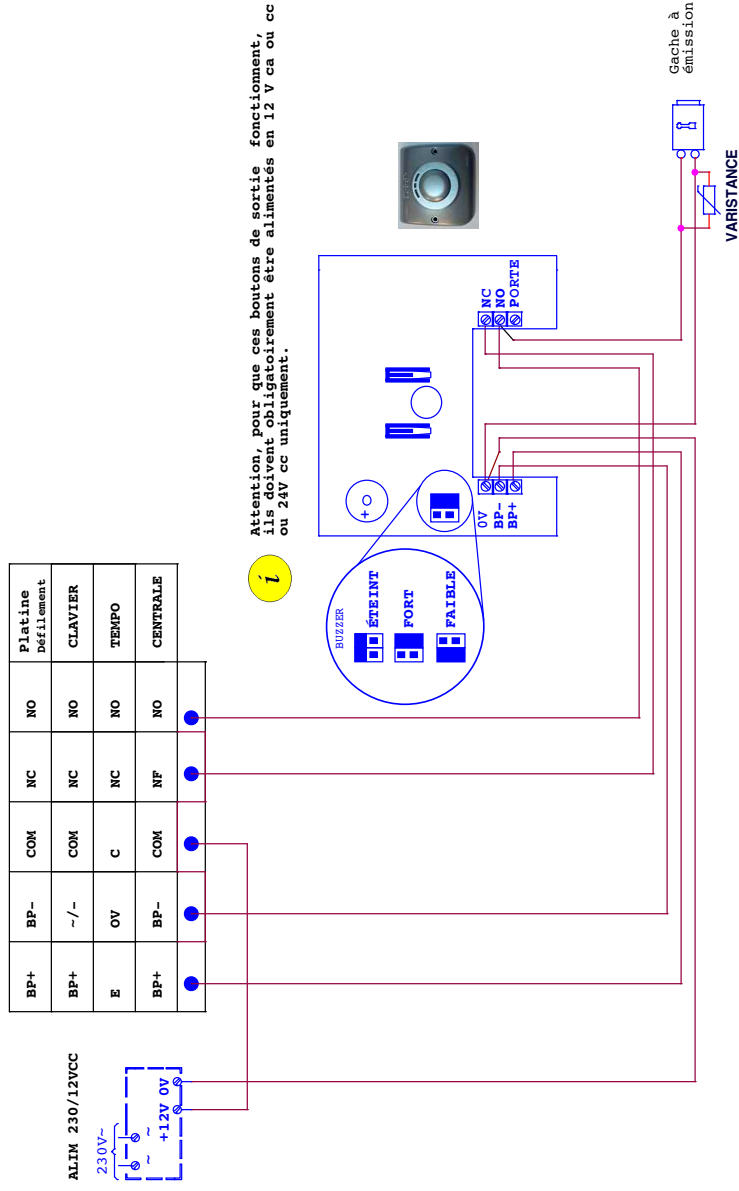 ALIM 230/12VCC
230V~
~ ~
+12V 0V
BP+ BP- COM NC NO Platine
Défilement
BP+ ~/- COM NC NO CLAVIER
E OV C NC NO TEMPO
BP+ BP- COM NF NO CENTRALE
i
Attention, pour que ces boutons de sortie fonctionnent,
ils doivent obligatoirement être alimentés en 12 V ca ou cc
ou 24V cc uniquement.
BUZZER
ÉTEINT
FORT
FAIBLE
+
0V
BP-
BP+
NC
NO
PORTE
Gache à
émission
VARISTANCE